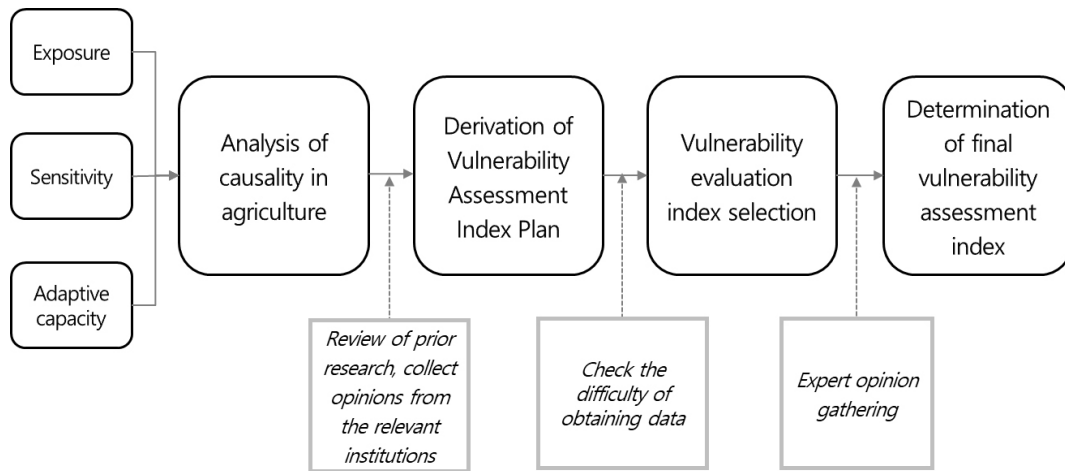 Exposure
Sensitivity
Adaptive
capacity
Analysis of
causality in
agriculture
Derivation of
Vulnerability
Assessment
Index Plan
Vulnerability
evaluation
index selection
Determination
of final
vulnerability
assessment
index
Review of prior
research, collect
opinions from
the relevant
institutions
Check the
difficulty of
obtaining data
Expert opinion
gathering